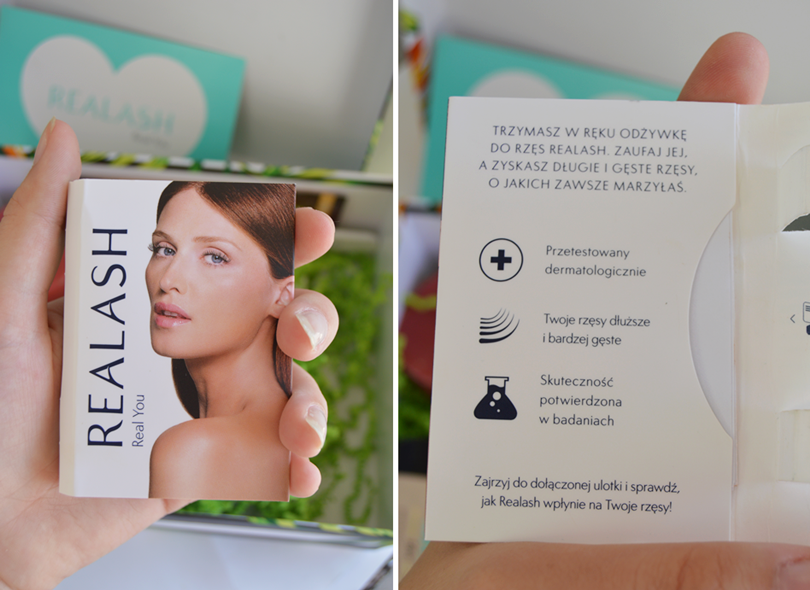 REALASH
REALASH
Real You
TRZYMASZ W RĘKU ODŻYWKĘ
DO RZĘS REALASH. ZAUFAJ JEJ,
A ZYSKASZ DŁUGIE I GĘSTE RZĘSY,
O JAKICH ZAWSZE MARZYŁAŚ.
Przetestowany
dermatologicznie
Twoje rzęsy dłuższe
i bardziej gęste
Skuteczność
potwierdzona
w badaniach
Zajrzyj do dołączonej ulotki i sprawdź,
jak Realash wpłynie na Twoje rzęsy!